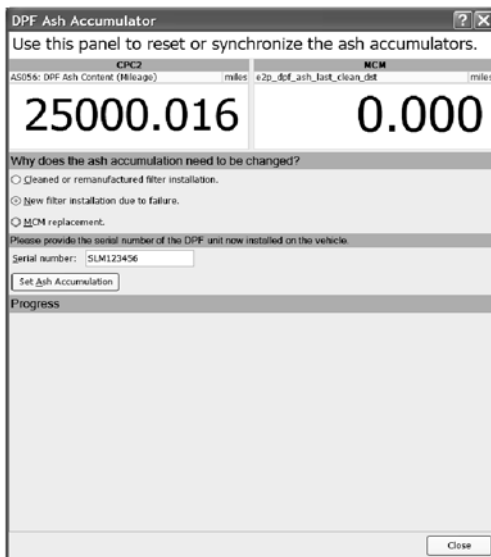 DPF Ash Accumulator
Use this panel to reset or synchronize the ash accumulators.
CPC2 MCM
AS056: DPF Ash Content (Mileage) miles e2p_dpf_ash_last_clean_dst miles
25000.016 0.000
Why does the ash accumulation need to be changed?
Cleaned or remanufactured filter installation.
New filter installation due to failure.
MCM replacement.
Please provide the serial number of the DPF unit now installed on the vehicle.
Serial number: SLM123456
Set Ash Accumulation
Progress
Close